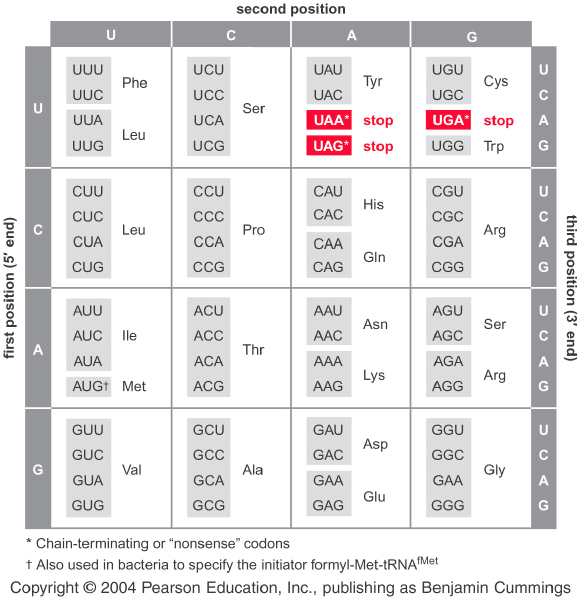 second position
U C A G
UUU UCU UAU UGU U
Phe Tyr Cys
UUC UCC UAC UGC C
U Ser
UUA UCA UAA* stop UGA* stop A
Leu
UUG UCG UAG* stop UGG Trp G
CUU CCU CAU CGU U
His
CUC CCC CAC CGC C
C Leu Pro Arg
CUA CCA CAA CGA A
Gln
CUG CCG CAG CGG G
AUU ACU AAU AGU U
Asn Ser
AUC Ile ACC AAC AGC C
A Thr
AUA ACA AAA AGA A
Lys Arg
AUG† Met ACG AAG AGG G
GUU GCU GAU GGU U
Asp
GUC GCC GAC GGC C
G Val Ala Gly
GUA GCA GAA GAA A
Glu
GUG GCG GAG GGG G
first position (5′ end)
third position (3′ end)
* Chain-terminating or “nonsense” codons
† Also used in bacteria to specify the initiator formyl-Met-tRNAfMet
Copyright © 2004 Pearson Education, Inc., publishing as Benjamin Cummings